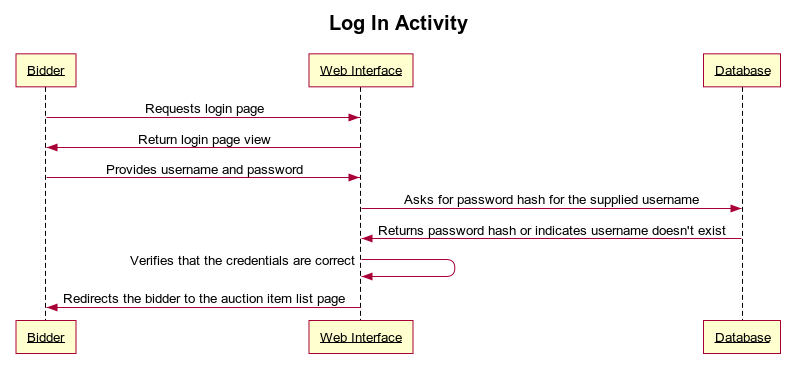 Log In Activity
Bidder
Web Interface
Database
Requests login page
Return login page view
Provides username and password
Asks for password hash for the supplied username
Returns password hash or indicates username doesn't exist
Verifies that the credentials are correct
Redirects the bidder to the auction item list page
Bidder
Web Interface
Database